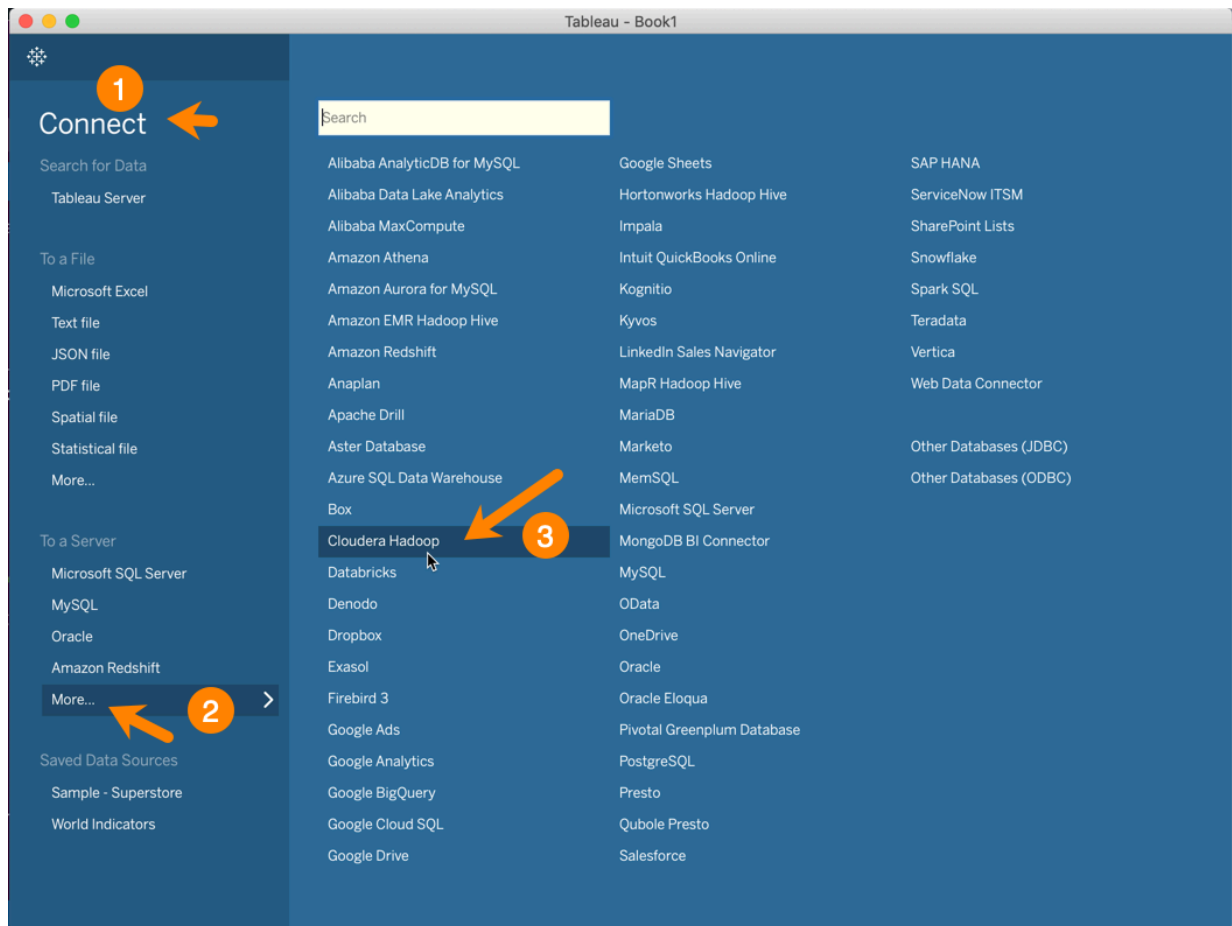 Tableau - Book1
1
Connect
Search for Data
Tableau Server
To a File
Microsoft Excel
Text file
JSON file
PDF file
Spatial file
Statistical file
More...
To a Server
Microsoft SQL Server
MySQL
Oracle
Amazon Redshift
More...
2
Saved Data Sources
Sample - Superstore
World Indicators
Search
Alibaba AnalyticDB for MySQL
Alibaba Data Lake Analytics
Alibaba MaxCompute
Amazon Athena
Amazon Aurora for MySQL
Amazon EMR Hadoop Hive
Amazon Redshift
Anaplan
Apache Drill
Aster Database
Azure SQL Data Warehouse
Box
Cloudera Hadoop
3
Databricks
Denodo
Dropbox
Exasol
Firebird 3
Google Ads
Google Analytics
Google BigQuery
Google Cloud SQL
Google Drive
Google Sheets
Hortonworks Hadoop Hive
Impala
Intuit QuickBooks Online
Kognitio
Kyvos
LinkedIn Sales Navigator
MapR Hadoop Hive
MariaDB
Marketo
MemSQL
Microsoft SQL Server
MongoDB BI Connector
MySQL
OData
OneDrive
Oracle
Oracle Eloqua
Pivotal Greenplum Database
PostgreSQL
Presto
Qubole Presto
Salesforce
SAP HANA
ServiceNow ITSM
SharePoint Lists
Snowflake
Spark SQL
Teradata
Vertica
Web Data Connector
Other Databases (JDBC)
Other Databases (ODBC)